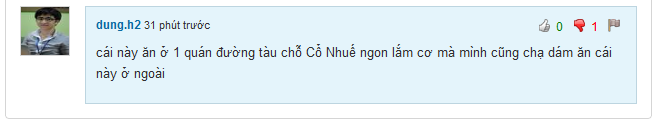 dung.h2 31 phút trước 0 1
cái này ăn ở 1 quán đường tàu chỗ Cổ Nhuế ngon lắm cơ mà mình cũng chạ dám ăn cái
này ở ngoài